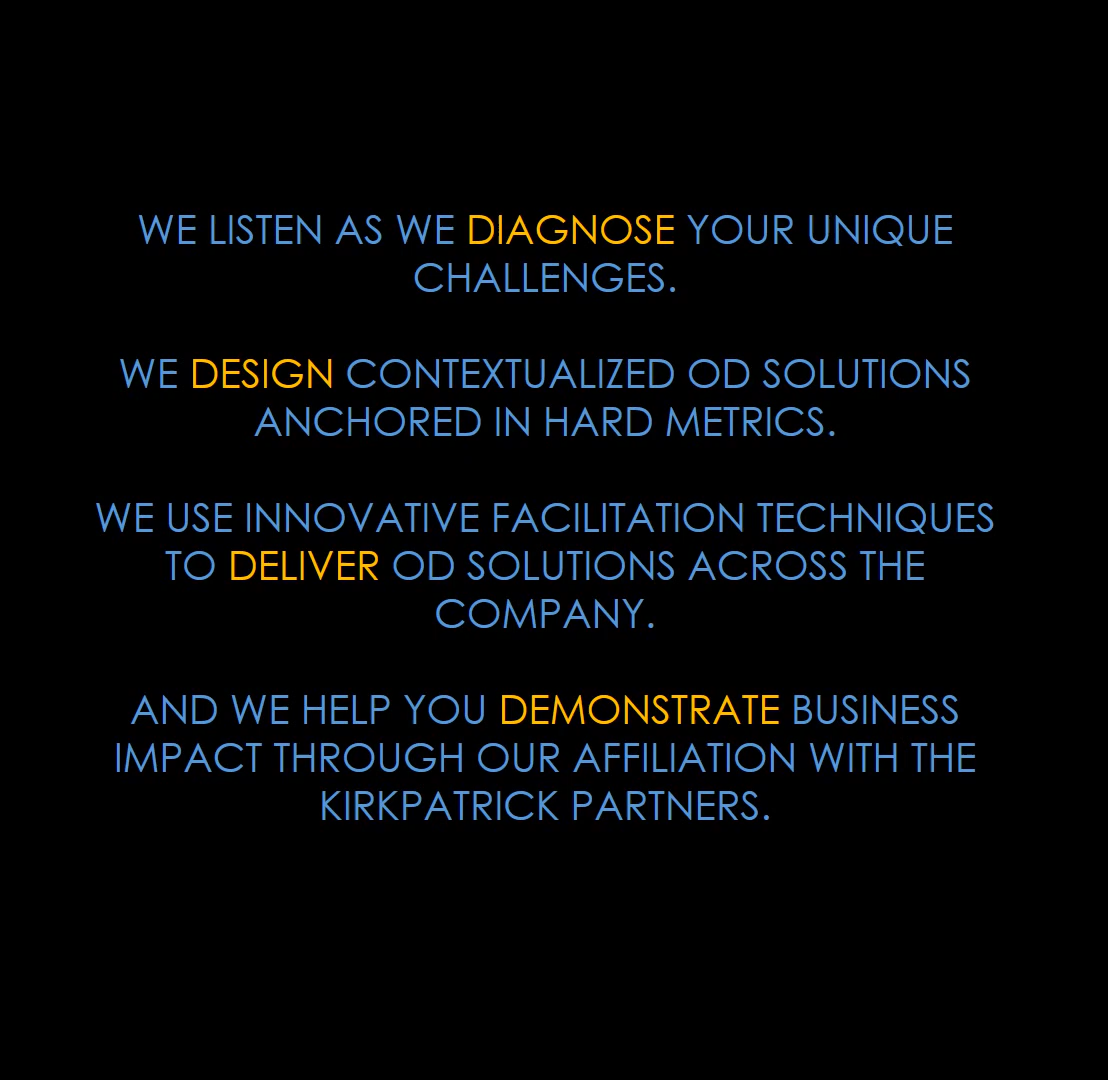 WE LISTEN AS WE DIAGNOSE YOUR UNIQUE
CHALLENGES.
WE DESIGN CONTEXTUALIZED OD SOLUTIONS
ANCHORED IN HARD METRICS.
WE USE INNOVATIVE FACILITATION TECHNIQUES
TO DELIVER OD SOLUTIONS ACROSS THE
COMPANY.
AND WE HELP YOU DEMONSTRATE BUSINESS
IMPACT THROUGH OUR AFFILIATION WITH THE
KIRKPATRICK PARTNERS.